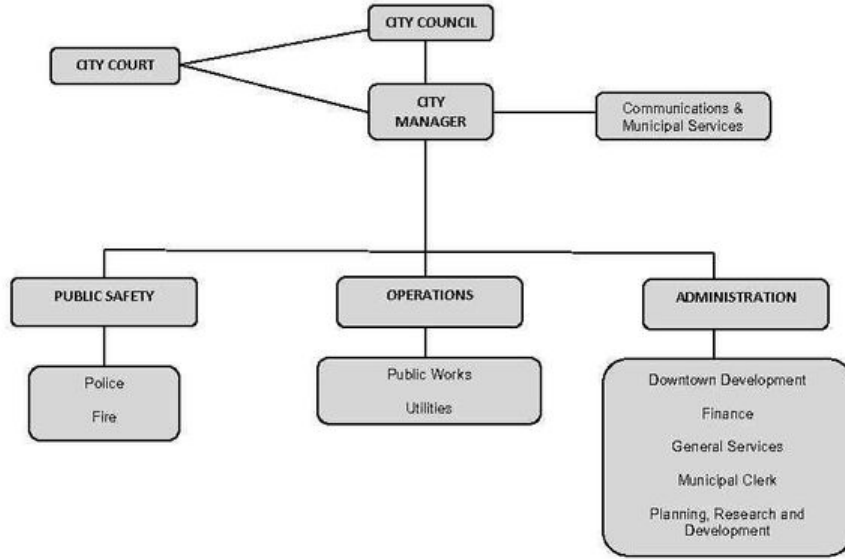 CITY COUNCIL
CITY COURT
CITY
MANAGER
Communications &
Municipal Services
PUBLIC SAFETY
OPERATIONS
ADMINISTRATION
Police
Fire
Public Works
Utilities
Downtown Development
Finance
General Services
Municipal Clerk
Planning, Research and
Development